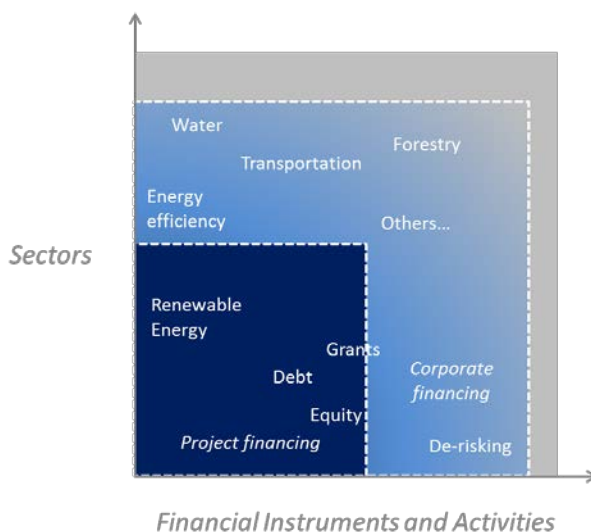 Water
Forestry
Transportation
Energy
efficiency
Others...
Sectors
Renewable
Energy
Grants
Debt
Corporate
financing
Equity
Project financing
De-risking
Financial Instruments and Activities